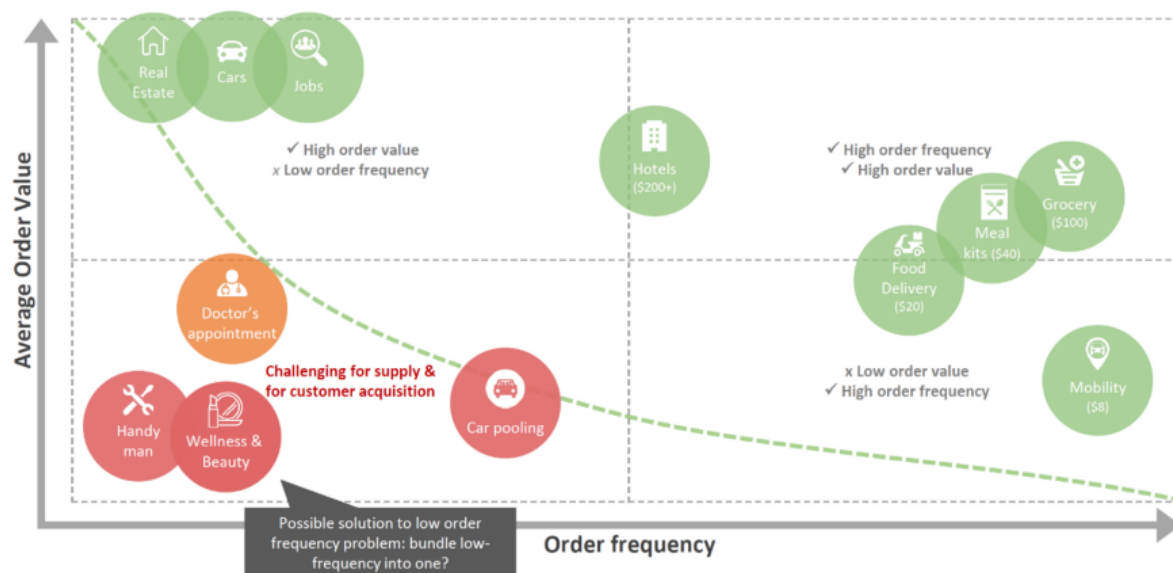 Average Order Value
Real
Estate
Cars
Jobs
✓ High order value
x Low order frequency
Hotels
($200+)
✓ High order frequency
✓ High order value
Grocery
($100)
Meal
kits ($40)
Food
Delivery
($20)
Doctor's
appointment
Challenging for supply &
for customer acquisition
x Low order value
✓ High order frequency
Mobility
($8)
Handy
man
Wellness &
Beauty
Car pooling
Possible solution to low order
frequency problem: bundle low-
frequency into one?
Order frequency